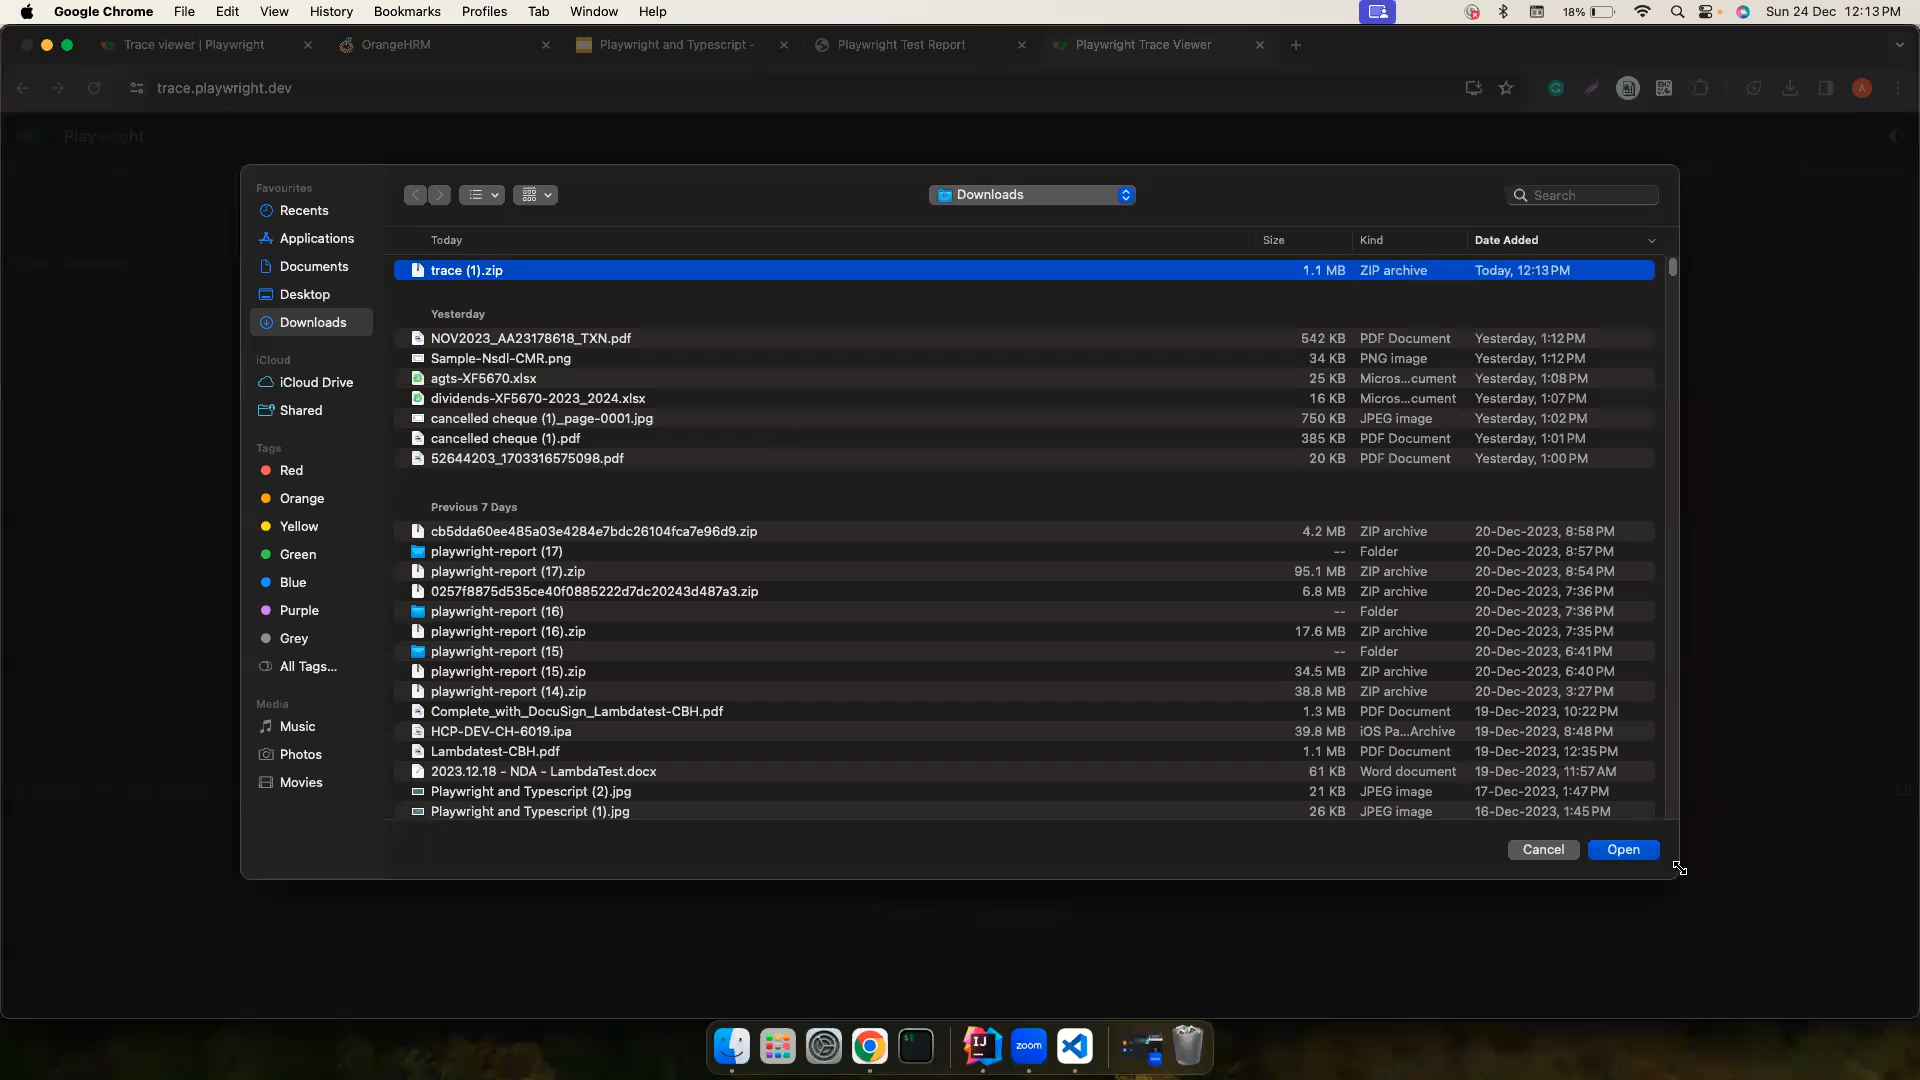 Google Chrome File Edit View History Bookmarks Profiles Tab Window Help 18% Sun 24 Dec 12:13 PM
Trace viewer | Playwright OrangeHRM Playwright and Typescript - Playwright Test Report Playwright Trace Viewer
trace.playwright.dev A
Playwright
Favourites
Recents
Applications
Documents
Desktop
Downloads
iCloud
iCloud Drive
Shared
Tags
Red
Orange
Yellow
Green
Blue
Purple
Grey
All Tags...
Media
Music
Photos
Movies
Downloads Search
Today Size Kind Date Added
trace (1).zip 1.1 MB ZIP archive Today, 12:13 PM
Yesterday
NOV2023_AA23178618_TXN.pdf 542 KB PDF Document Yesterday, 1:12 PM
Sample-Nsdl-CMR.png 34 KB PNG image Yesterday, 1:12 PM
agts-XF5670.xlsx 25 KB Micros...cument Yesterday, 1:08 PM
dividends-XF5670-2023_2024.xlsx 16 KB Micros...cument Yesterday, 1:07 PM
cancelled cheque (1)_page-0001.jpg 750 KB JPEG image Yesterday, 1:02 PM
cancelled cheque (1).pdf 385 KB PDF Document Yesterday, 1:01 PM
52644203_1703316575098.pdf 20 KB PDF Document Yesterday, 1:00 PM
Previous 7 Days
cb5dda60ee485a03e4284e7bdc26104fca7e96d9.zip 4.2 MB ZIP archive 20-Dec-2023, 8:58 PM
playwright-report (17) -- Folder 20-Dec-2023, 8:57 PM
playwright-report (17).zip 95.1 MB ZIP archive 20-Dec-2023, 8:54 PM
0257f8875d535ce40f0885222d7dc20243d487a3.zip 6.8 MB ZIP archive 20-Dec-2023, 7:36 PM
playwright-report (16) -- Folder 20-Dec-2023, 7:36 PM
playwright-report (16).zip 17.6 MB ZIP archive 20-Dec-2023, 7:35 PM
playwright-report (15) -- Folder 20-Dec-2023, 6:41 PM
playwright-report (15).zip 34.5 MB ZIP archive 20-Dec-2023, 6:40 PM
playwright-report (14).zip 38.8 MB ZIP archive 20-Dec-2023, 3:27 PM
Complete_with_DocuSign_Lambdatest-CBH.pdf 1.3 MB PDF Document 19-Dec-2023, 10:22 PM
HCP-DEV-CH-6019.ipa 39.8 MB iOS Pa...Archive 19-Dec-2023, 8:48 PM
Lambdatest-CBH.pdf 1.1 MB PDF Document 19-Dec-2023, 12:35 PM
2023.12.18 - NDA - LambdaTest.docx 61 KB Word document 19-Dec-2023, 11:57 AM
Playwright and Typescript (2).jpg 21 KB JPEG image 17-Dec-2023, 1:47 PM
Playwright and Typescript (1).jpg 26 KB JPEG image 16-Dec-2023, 1:45 PM
Cancel Open
IJ zoom